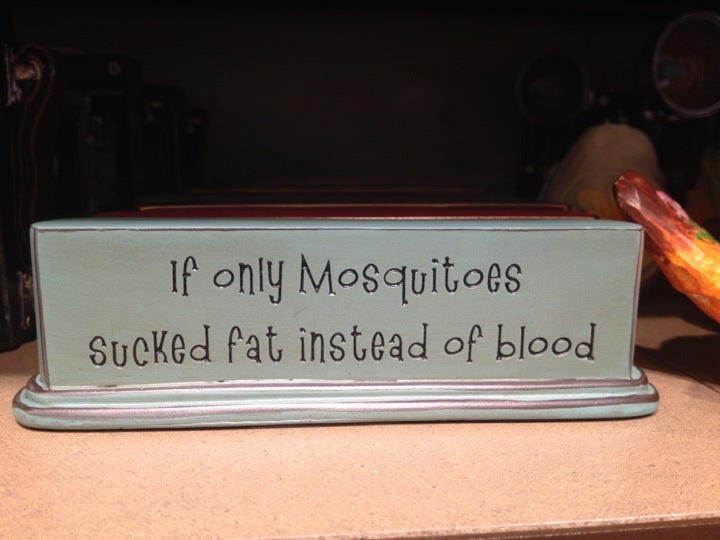 If only Mosquitoes
sucked fat instead of blood